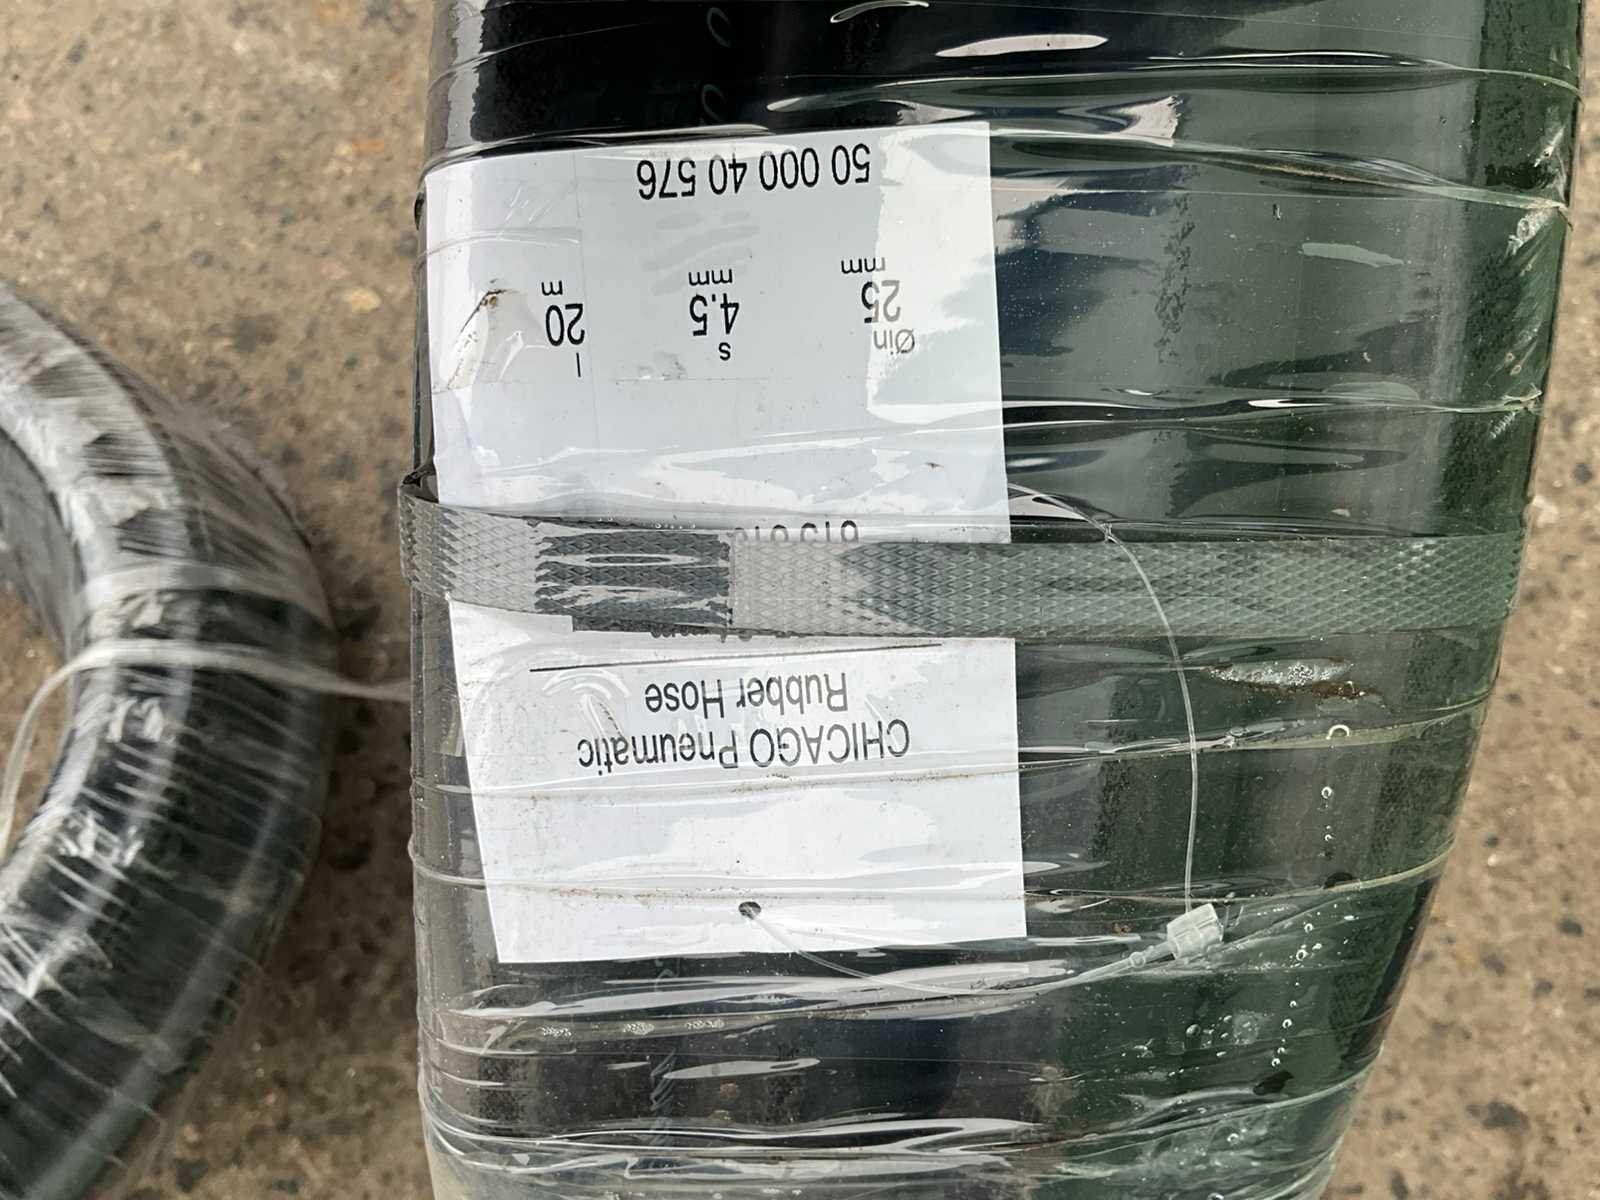 CHICAGO Pneumatic
Rubber Hose
Øin s l
25 4.5 20
mm mm m
50 000 40 576